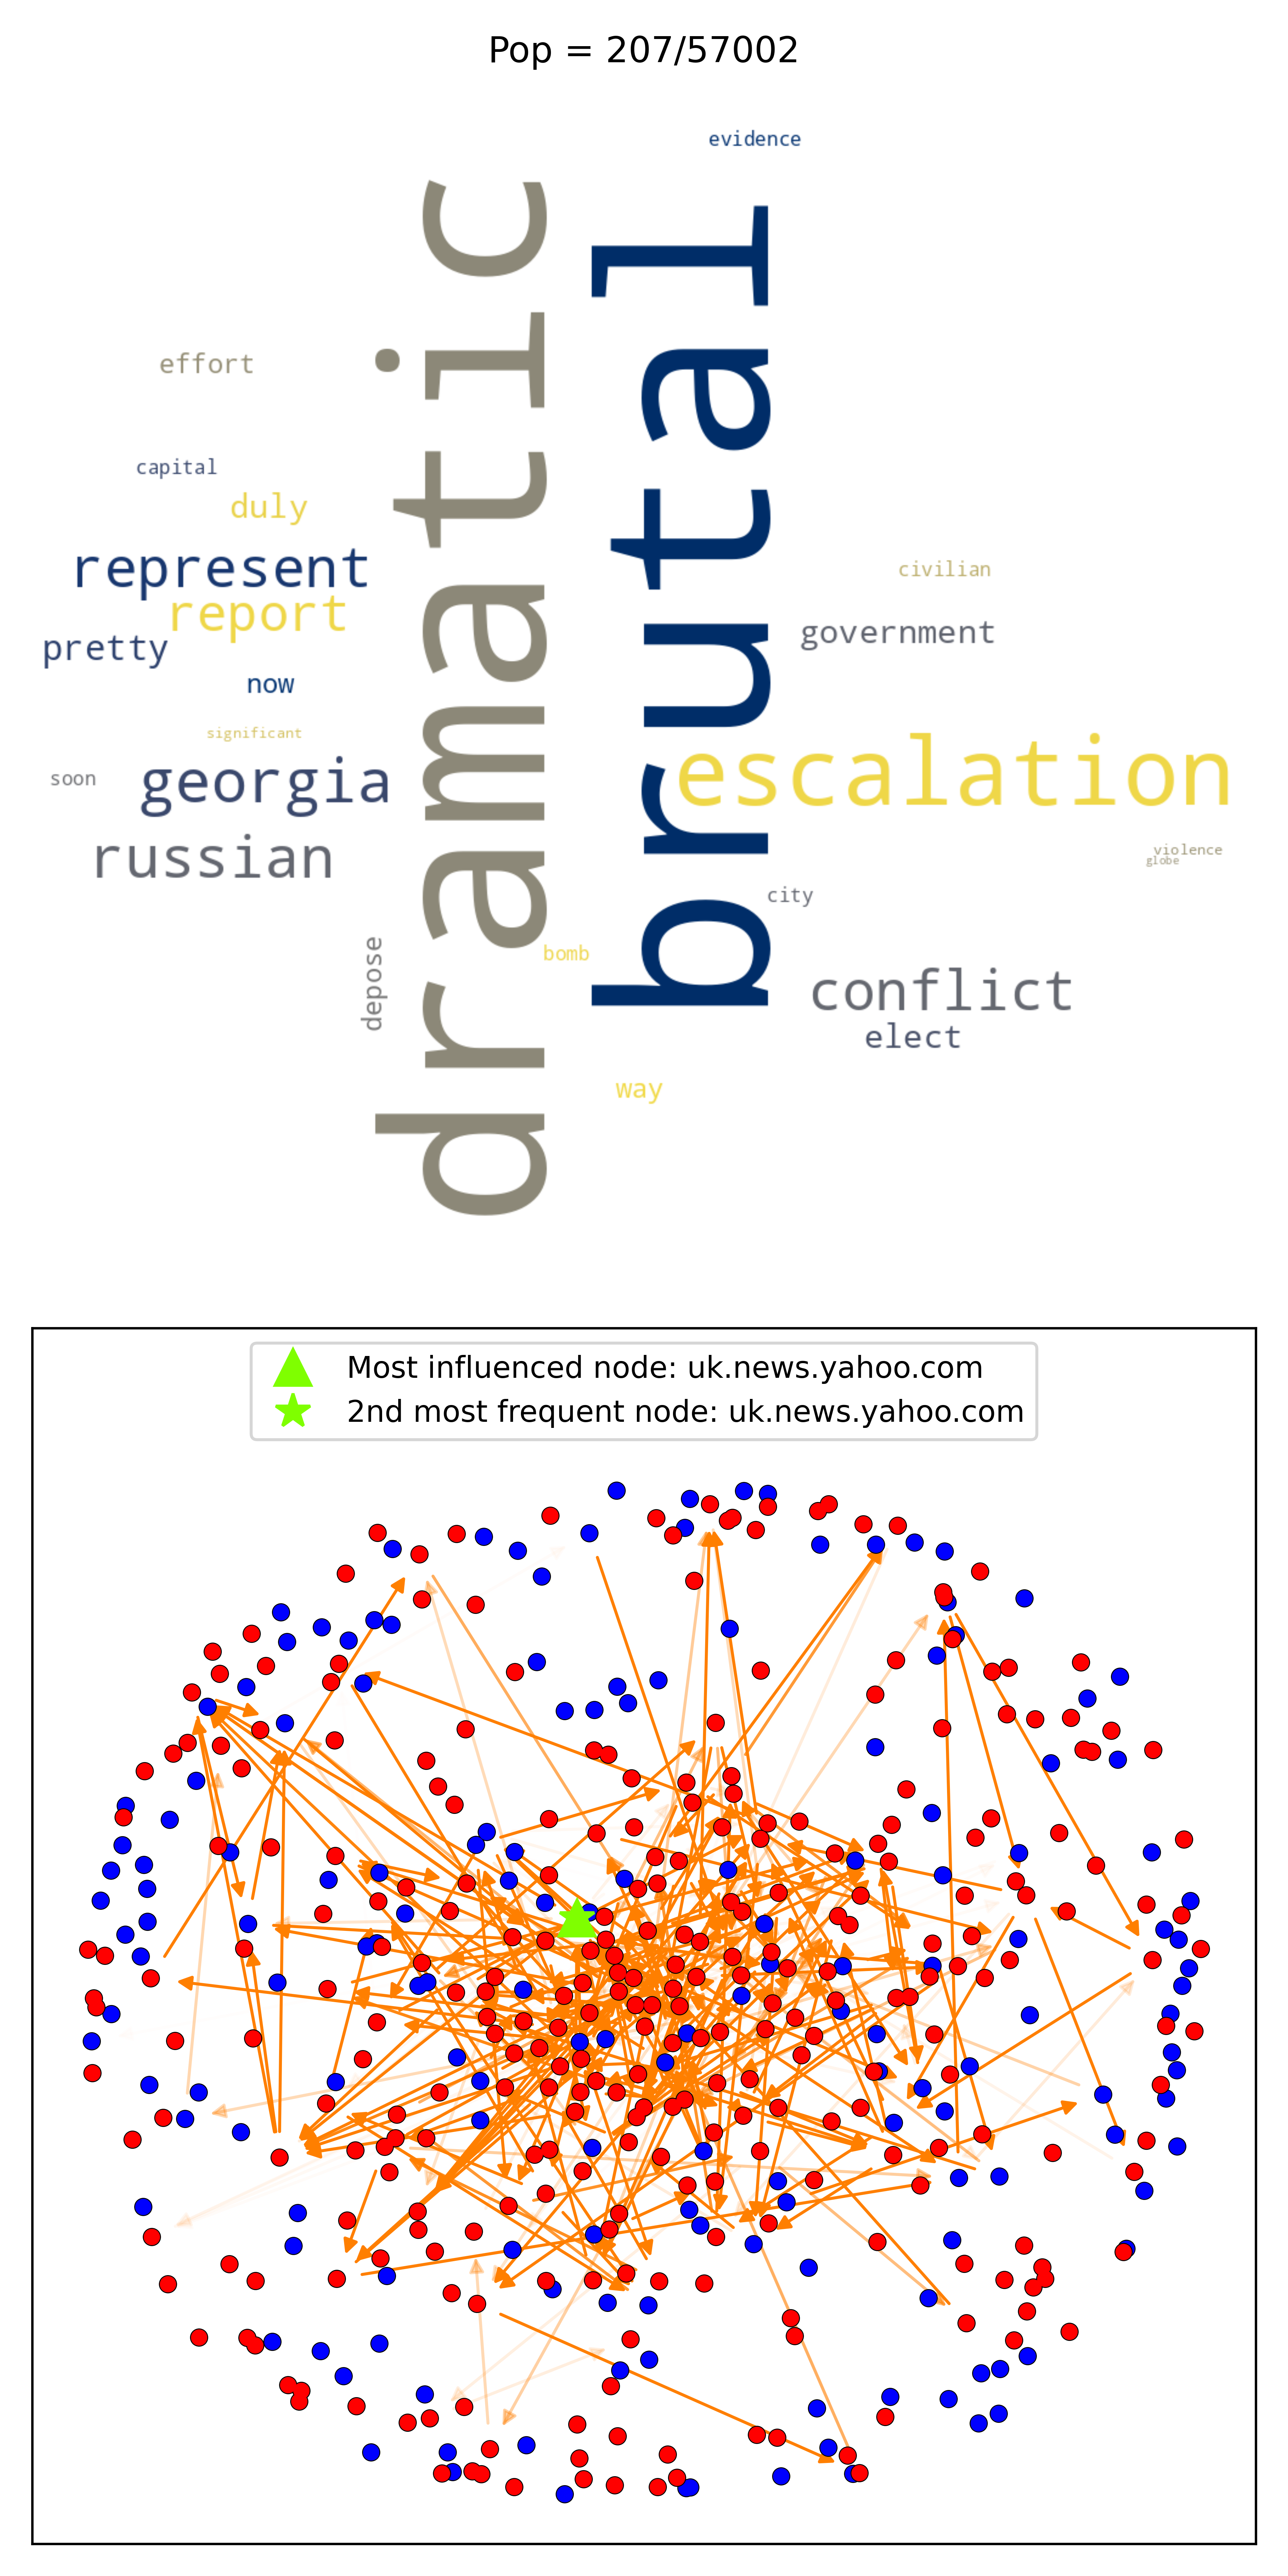 Pop = 207/57002
evidence
dramatic
brutal
effort
capital
duly
represent
report
pretty
now
significant
soon
georgia
russian
depose
bomb
way
civilian
government
escalation
violence
globe
city
conflict
elect
Most influenced node: uk.news.yahoo.com
2nd most frequent node: uk.news.yahoo.com